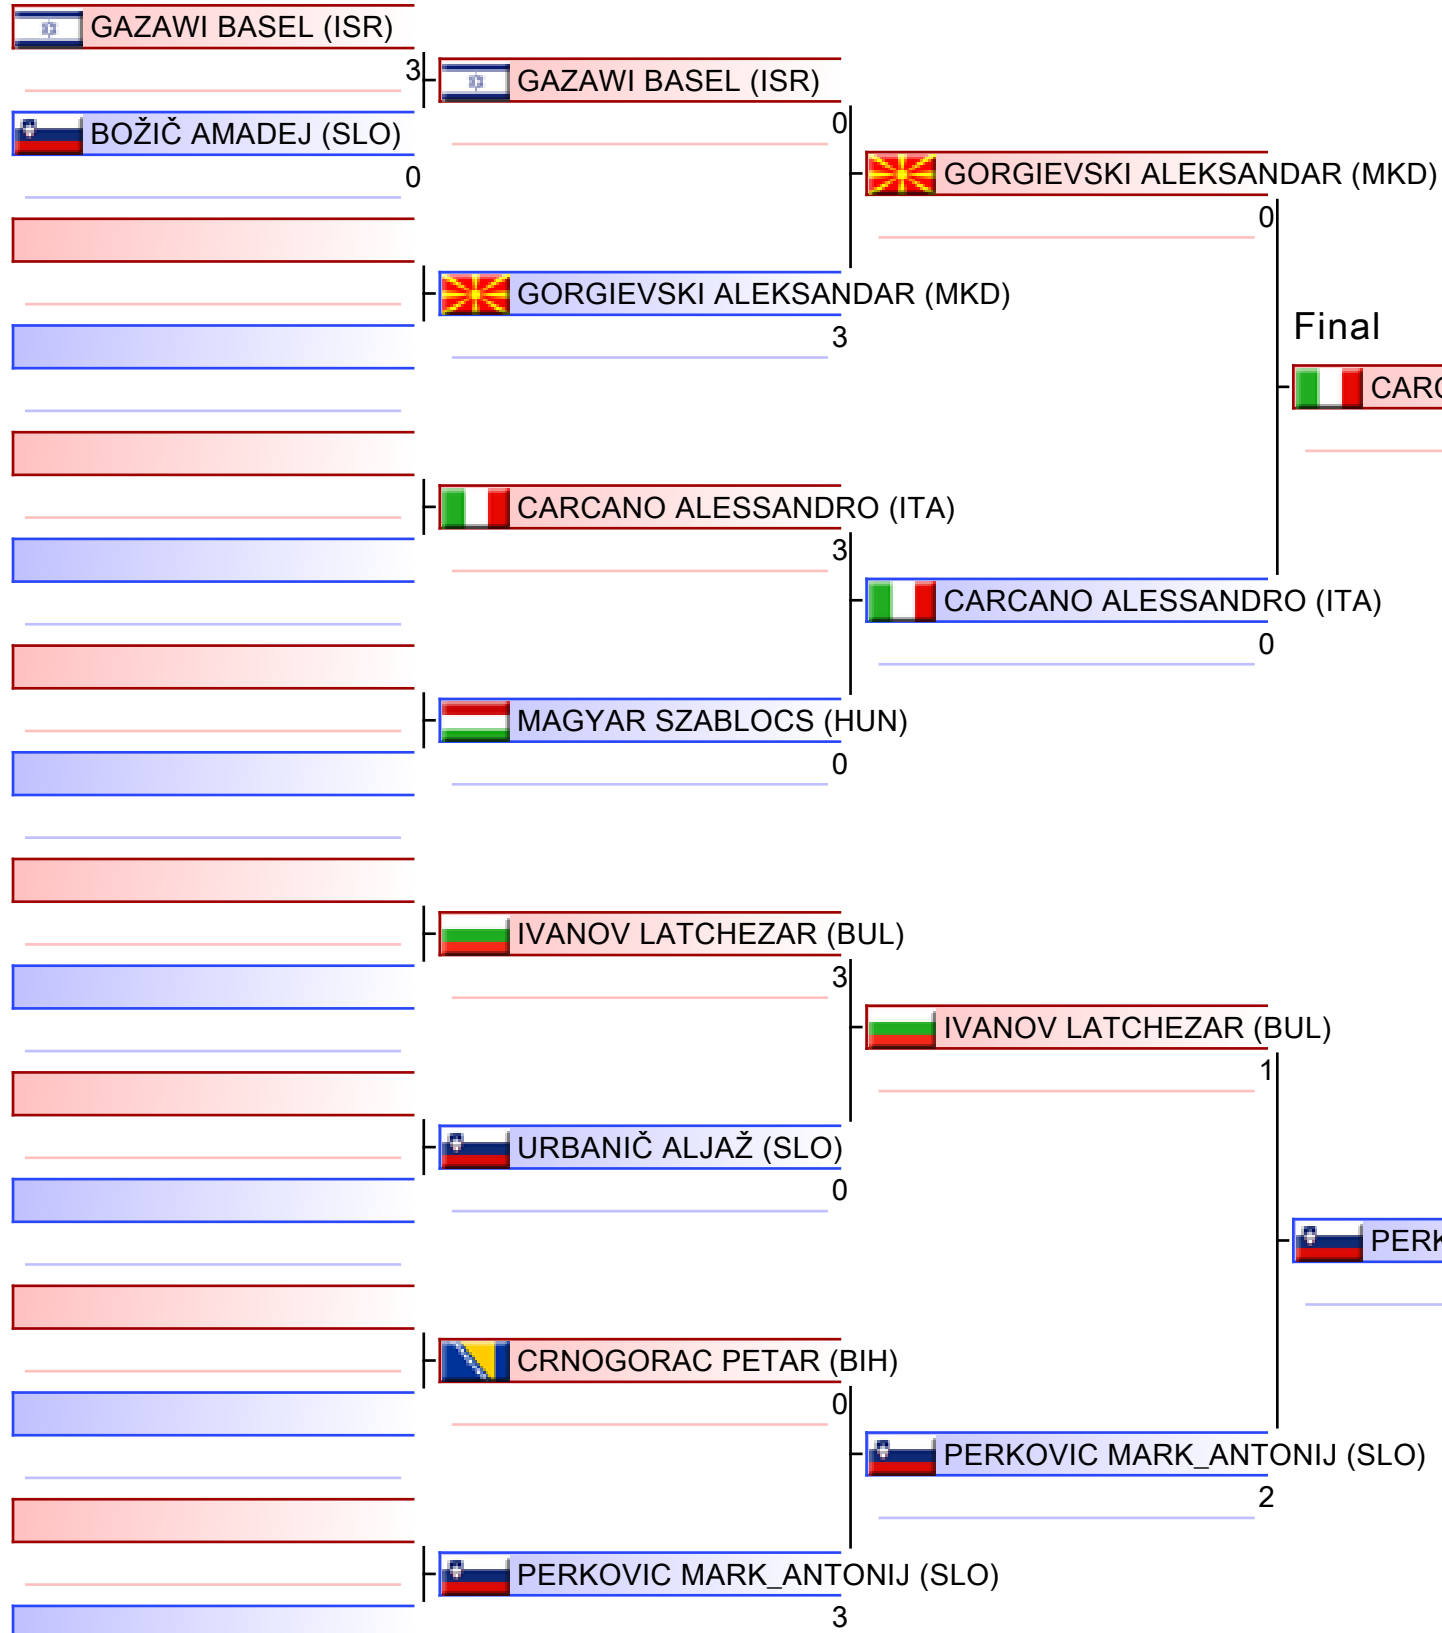 GAZAWI BASEL (ISR)
3
BOŽIČ AMADEJ (SLO)
0
GAZAWI BASEL (ISR)
0
GORGIEVSKI ALEKSANDAR (MKD)
3
CARCANO ALESSANDRO (ITA)
3
MAGYAR SZABLOCS (HUN)
0
IVANOV LATCHEZAR (BUL)
3
URBANIČ ALJAŽ (SLO)
0
CRNOGORAC PETAR (BIH)
0
PERKOVIC MARK_ANTONIJ (SLO)
3
GORGIEVSKI ALEKSANDAR (MKD)
0
CARCANO ALESSANDRO (ITA)
0
IVANOV LATCHEZAR (BUL)
1
PERKOVIC MARK_ANTONIJ (SLO)
2
Final